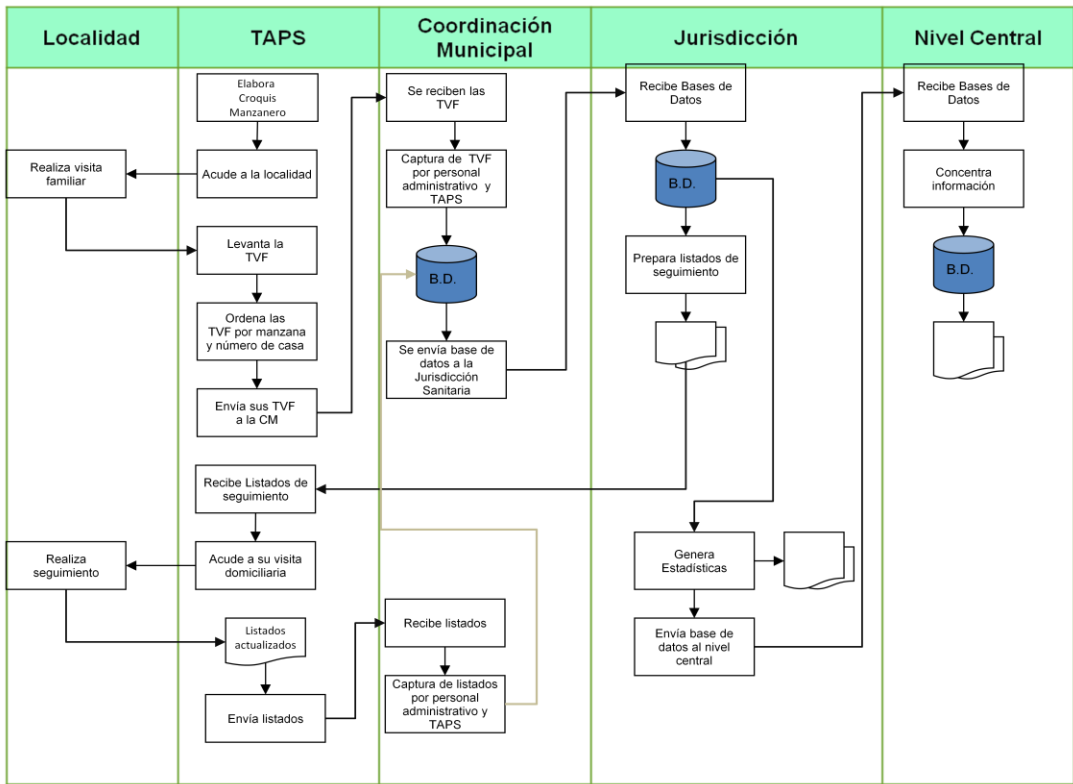 Localidad
TAPS
Coordinación
Municipal
Jurisdicción
Nivel Central
Elabora
Croquis
Manzanero
Acude a la localidad
Realiza visita
familiar
Levanta la
TVF
Ordena las
TVF por manzana
y número de casa
Envía sus TVF
a la CM
Se reciben las
TVF
Captura de TVF
por personal
administrativo y
TAPS
B.D.
Se envía base de
datos a la
Jurisdicción
Sanitaria
Recibe Bases de
Datos
B.D.
Prepara listados de
seguimiento
Recibe Listados de
seguimiento
Acude a su visita
domiciliaria
Realiza
seguimiento
Listados
actualizados
Envía listados
Recibe listados
Captura de listados
por personal
administrativo y
TAPS
Genera
Estadísticas
Envía base de
datos al nivel
central
Recibe Bases de
Datos
Concentra
información
B.D.